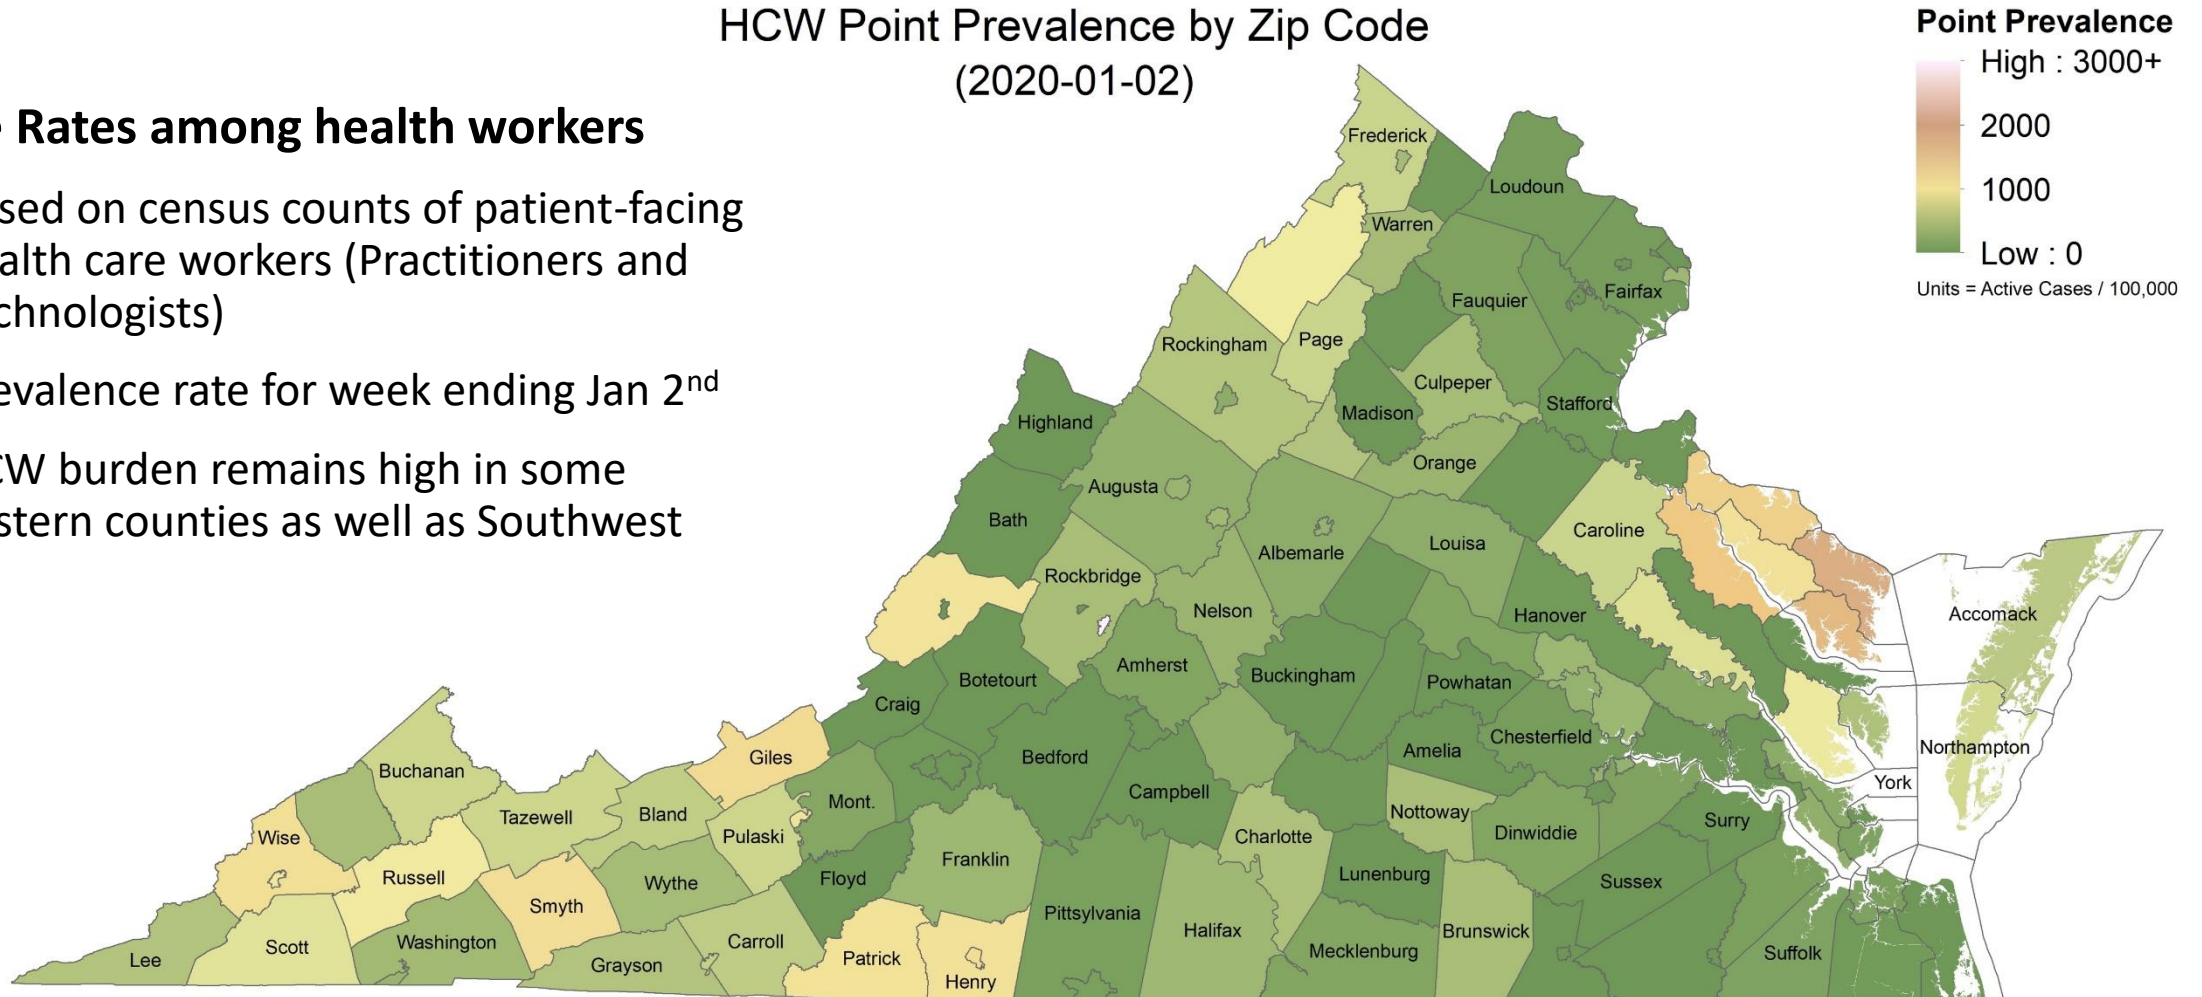 HCW Point Prevalence by Zip Code
(2020-01-02)
Rates among health workers
sed on census counts of patient-facing
alth care workers (Practitioners and
chnologists)
evalence rate for week ending Jan 2nd
CW burden remains high in some
stern counties as well as Southwest
Point Prevalence
High : 3000+
2000
1000
Low : 0
Units = Active Cases / 100,000
Frederick
Loudoun
Warren
Fairfax
Fauquier
Page
Rockingham
Culpeper
Stafford
Madison
Highland
Orange
Augusta
Bath
Caroline
Louisa
Albemarle
Rockbridge
Nelson
Hanover
Accomack
Amherst
Buckingham
Botetourt
Powhatan
Craig
Chesterfield
Northampton
Amelia
Bedford
Giles
Buchanan
York
Campbell
Mont.
Nottoway
Bland
Tazewell
Surry
Dinwiddie
Pulaski
Charlotte
Wise
Franklin
Lunenburg
Floyd
Russell
Wythe
Sussex
Smyth
Pittsylvania
Halifax
Brunswick
Carroll
Washington
Scott
Mecklenburg
Suffolk
Patrick
Lee
Grayson
Henry